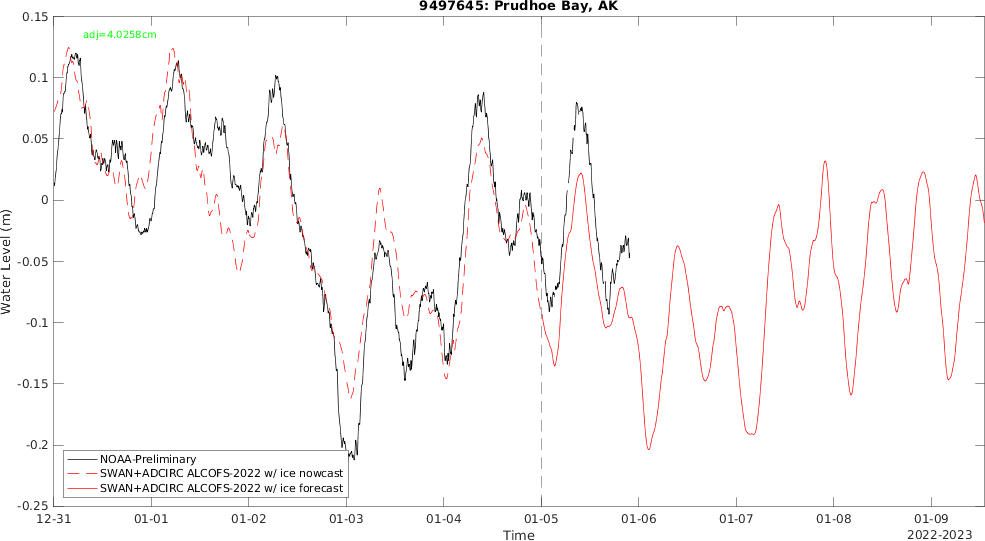 9497645: Prudhoe Bay, AK
adj=4.0258cm
0.15
0.1
0.05
0
-0.05
-0.1
-0.15
-0.2
-0.25
Water Level (m)
NOAA-Preliminary
SWAN+ADCIRC ALCOFS-2022 w/ ice nowcast
SWAN+ADCIRC ALCOFS-2022 w/ ice forecast
12-31 01-01 01-02 01-03 01-04 01-05 01-06 01-07 01-08 01-09
Time
2022-2023